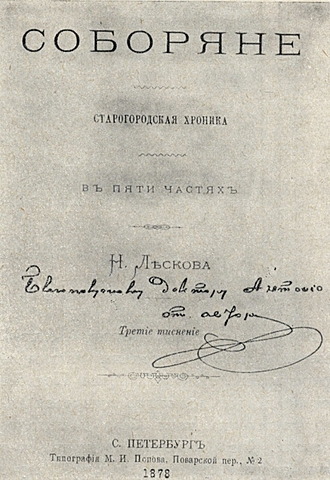 СОБОРЯНЕ
СТАРОГОРОДСКАЯ ХРОНИКА
ВЪ ПЯТИ ЧАСТЯХЪ
Н. ЛѢСКОВА
Доктору
от автора
Третіе тисненіе
С. ПЕТЕРБУРГЪ
Типографія М. И. Попова, Поварской пер., № 2
1878